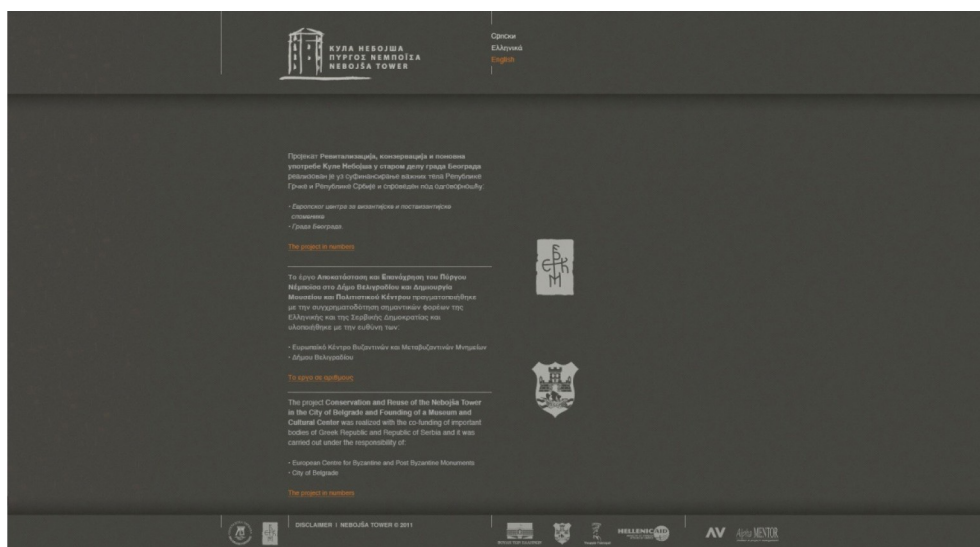 КУЛА НЕБОЈША
ΠΥΡΓΟΣ ΝΕΜΠΟΪΣΑ
NEBOJŠA TOWER
Српски
Ελληνικά
English
Пројекат Ревитализација, конзервација и поновна
употребе Куле Небојша у старом делу града Београда
реализован је уз суфинансирање важних тела Републике
Грчке и Републике Србије и спроведен под одговорношћу:
• Европског центра за византијске и поствизантијске
споменике
• Града Београда
The project in numbers
Το έργο Αποκατάσταση και Επανάχρηση του Πύργου
Νεμπόισα στο Δήμο Βελιγραδίου και Δημιουργία
Μουσείου και Πολιτιστικού Κέντρου πραγματοποιήθηκε
με την συγχρηματοδότηση σημαντικών φορέων της
Ελληνικής και της Σερβικής Δημοκρατίας και
υλοποιήθηκε με την ευθύνη των:
• Ευρωπαϊκό Κέντρο Βυζαντινών και Μεταβυζαντινών Μνημείων
• Δήμου Βελιγραδίου
Το έργο σε αριθμούς
The project Conservation and Reuse of the Nebojša Tower
in the City of Belgrade and Founding of a Museum and
Cultural Center was realized with the co-funding of important
bodies of Greek Republic and Republic of Serbia and it was
carried out under the responsibility of:
• European Centre for Byzantine and Post Byzantine Monuments
• City of Belgrade
The project in numbers
DISCLAIMER | NEBOJŠA TOWER © 2011
HELLENIC AID
AV
Alpha MENTOR